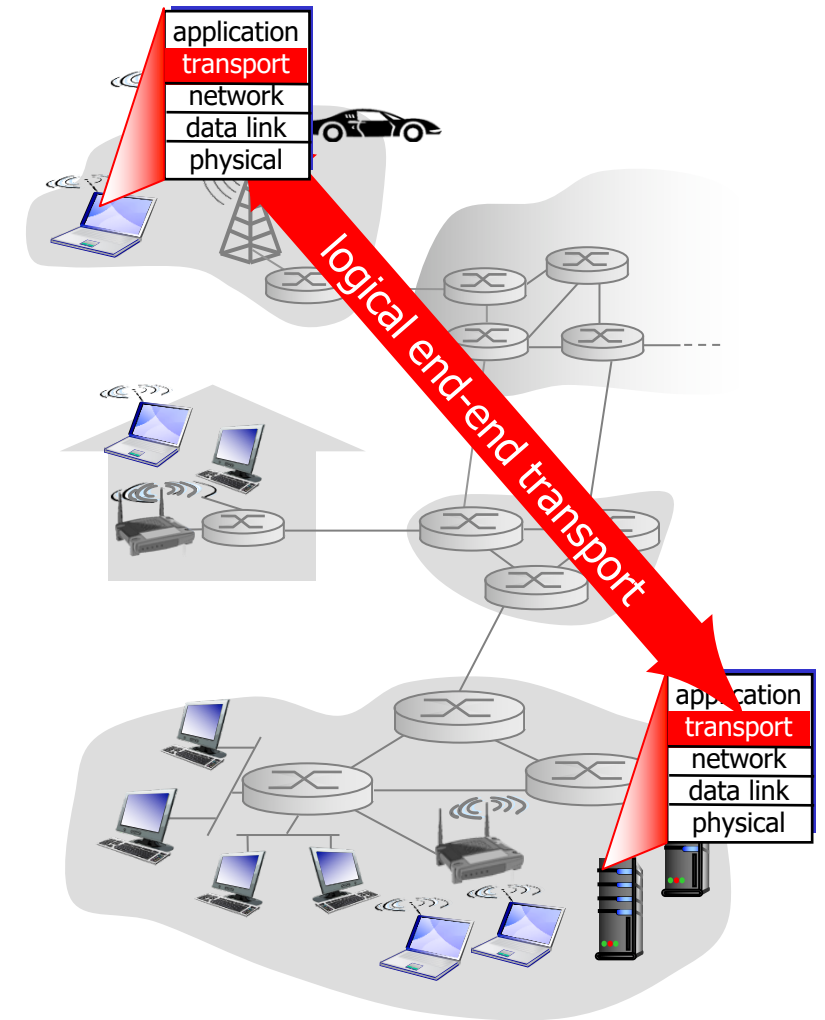 application
transport
network
data link
physical
logical end-end transport
application
transport
network
data link
physical